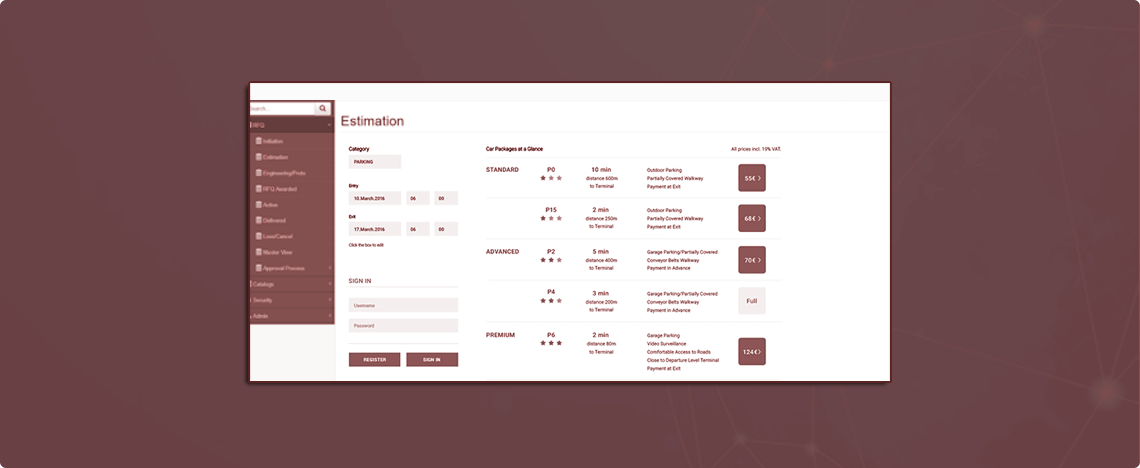 Search...
RFQ
Initiation
Estimation
Engineering/Proto
RFQ Awarded
Active
Delivered
Loss/Cancel
Master View
Approval Process
Catalogs
Security
Admin
Estimation
Category
PARKING
Entry
10.March.2016 06 00
Exit
17.March.2016 06 00
Click the box to edit
SIGN IN
Username
Password
REGISTER SIGN IN
Car Packages at a Glance All prices incl. 19% VAT.
STANDARD P0 10 min Outdoor Parking
distance 600m Partially Covered Walkway 55€ >
to Terminal Payment at Exit
P15 2 min Outdoor Parking
distance 250m Partially Covered Walkway 68€ >
to Terminal Payment at Exit
ADVANCED P2 5 min Garage Parking/Partially Covered
distance 400m Conveyor Belts Walkway 70€ >
to Terminal Payment in Advance
P4 3 min Garage Parking/Partially Covered
distance 200m Conveyor Belts Walkway Full
to Terminal Payment in Advance
PREMIUM P6 2 min Garage Parking
distance 80m Video Surveillance
to Terminal Comfortable Access to Roads 124€ >
Close to Departure Level Terminal
Payment at Exit